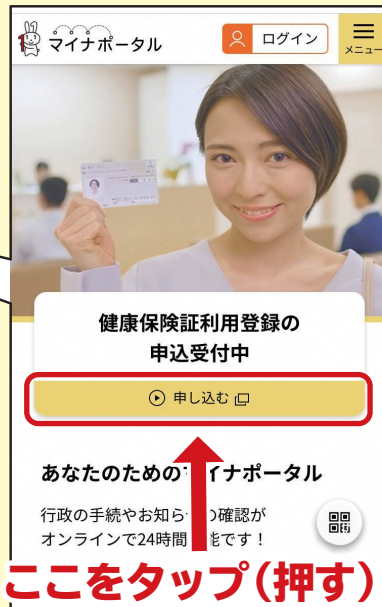 マイナポータル
ログイン
メニュー
健康保険証利用登録の
申込受付中
申し込む
あなたのための イナポータル
行政の手続やお知ら の確認が
オンラインで24時間 能です！
ここをタップ（押す）